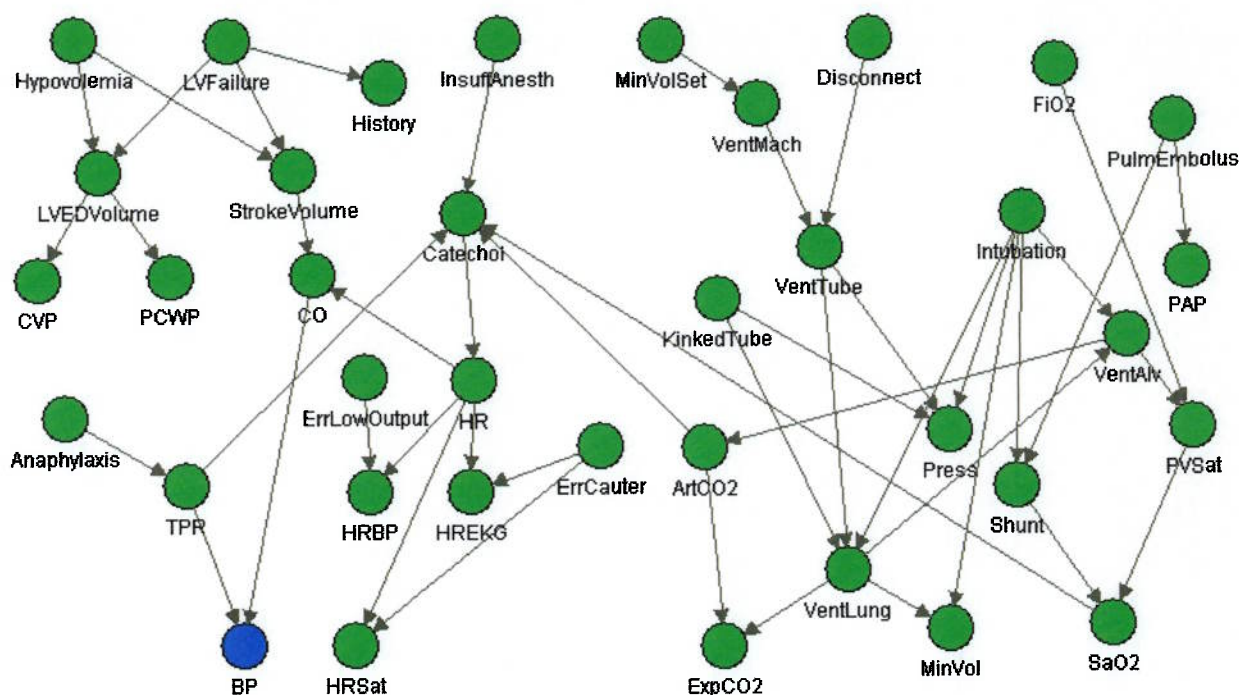 Hypovolemia
LVFailure
InsuffAnesth
MinVolSet
Disconnect
FiO2
History
VentMach
PulmEmbolus
LVEDVolume
StrokeVolume
Catechol
Intubation
VentTube
PAP
CVP
PCWP
CO
KinkedTube
VentAlv
ErrLowOutput
HR
Anaphylaxis
ErrCauter
ArtCO2
Press
PVSat
TPR
HRBP
HREKG
Shunt
VentLung
BP
HRSat
ExpCO2
MinVol
SaO2